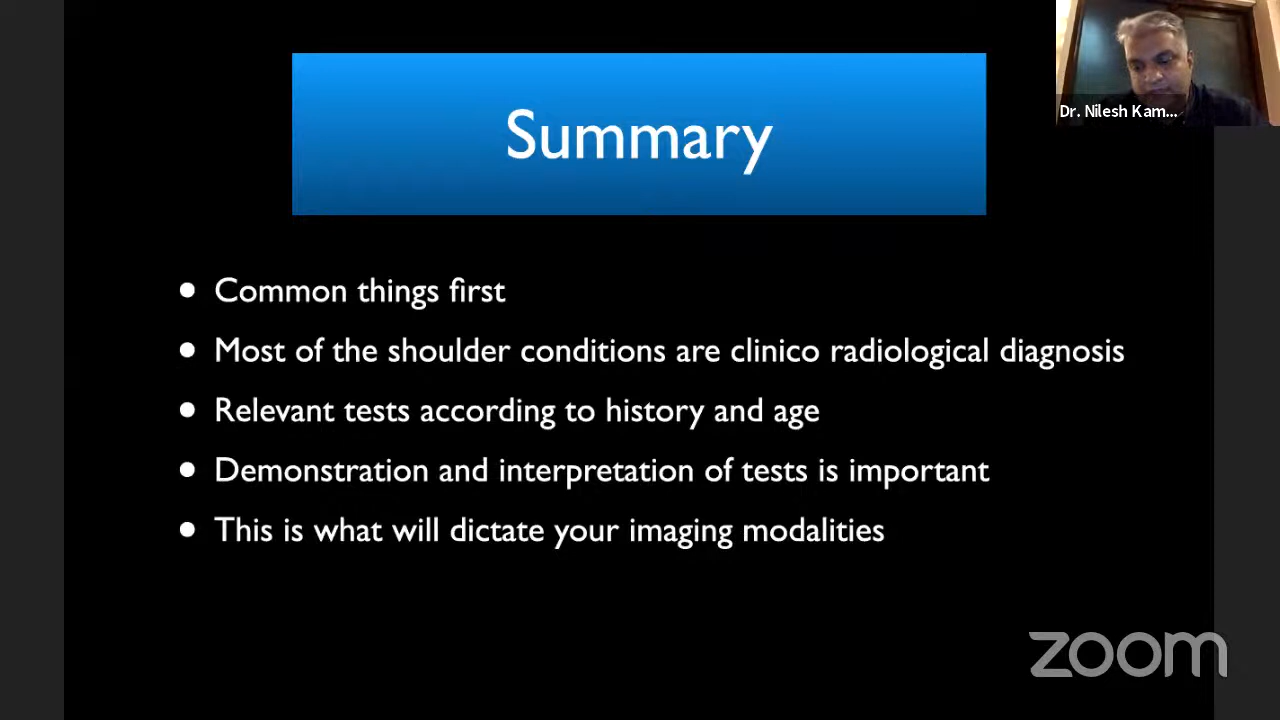 Summary
Dr. Nilesh Kam...
• Common things first
• Most of the shoulder conditions are clinico radiological diagnosis
• Relevant tests according to history and age
• Demonstration and interpretation of tests is important
• This is what will dictate your imaging modalities
zoom